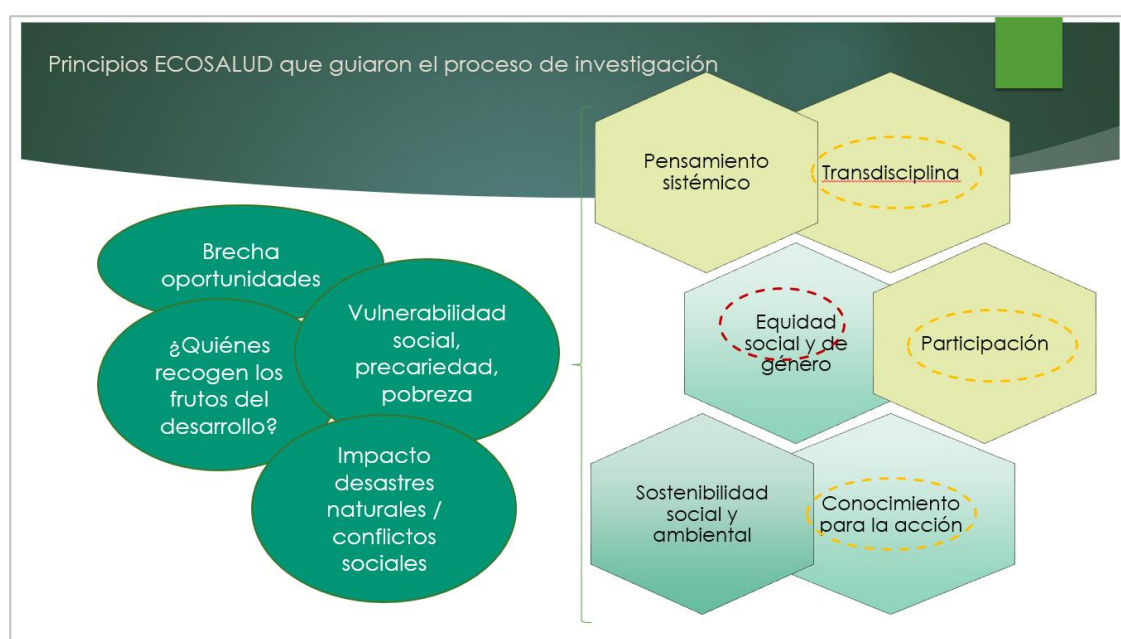 Principios ECOSALUD que guiaron el proceso de investigación
Brecha
oportunidades
¿Quiénes
recogen los
frutos del
desarrollo?
Vulnerabilidad
social,
precariedad,
pobreza
Impacto
desastres
naturales /
conflictos
sociales
Pensamiento
sistémico
Transdisciplina
Equidad
social y de
género
Participación
Sostenibilidad
social y
ambiental
Conocimiento
para la acción